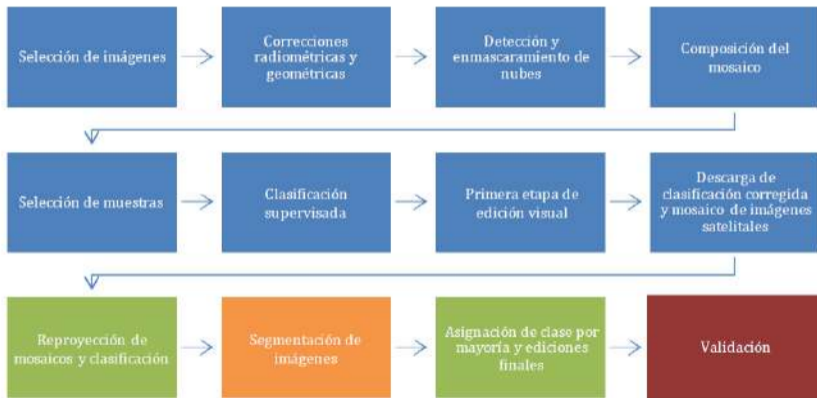 Selección de imágenes
Correcciones
radiométricas y
geométricas
Detección y
enmascaramiento de
nubes
Composición del
mosaico
Selección de muestras
Clasificación
supervisada
Primera etapa de
edición visual
Descarga de
clasificación corregida
y mosaico de imágenes
satelitales
Reproyección de
mosaicos y clasificación
Segmentación de
imágenes
Asignación de clase por
mayoría y ediciones
finales
Validación